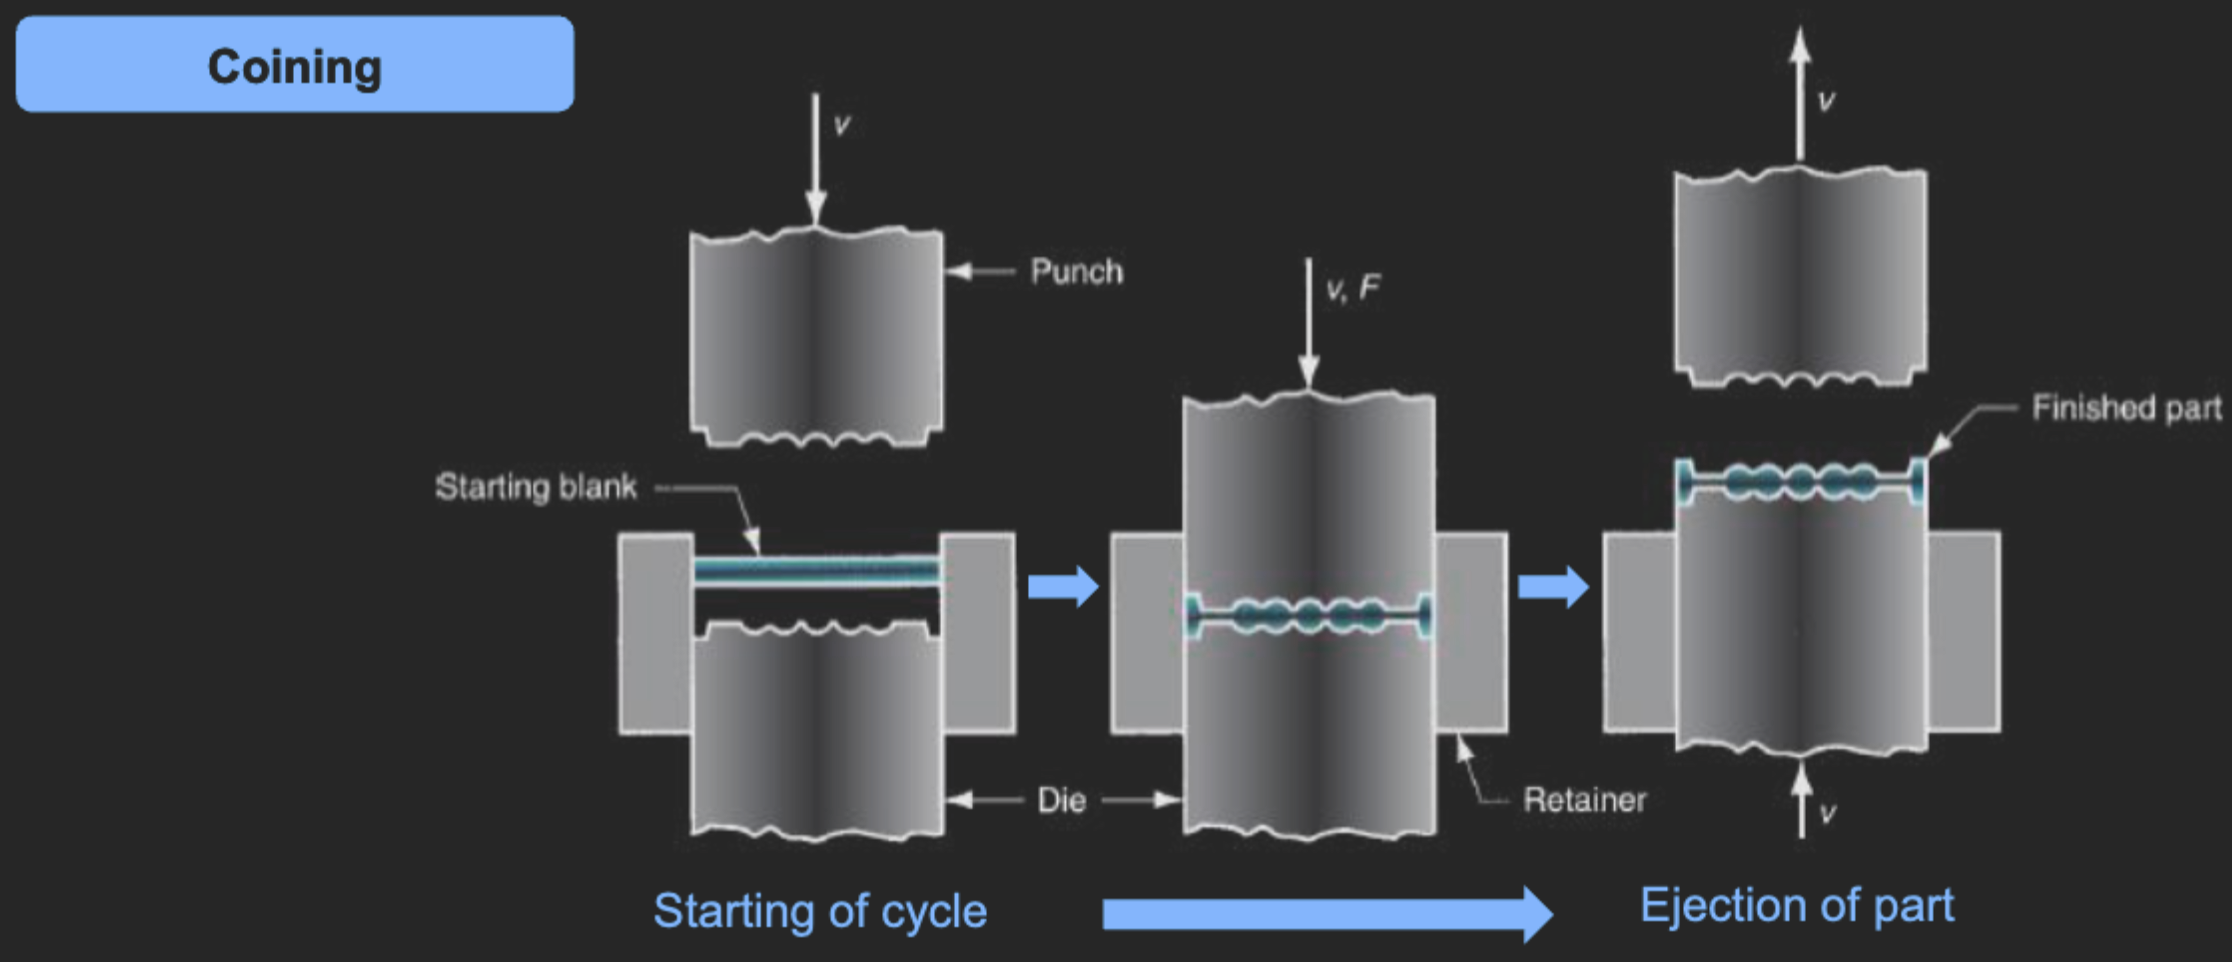 Coining
v
v
Punch
v, F
Finished part
Starting blank
Die
Retainer
v
Starting of cycle
Ejection of part